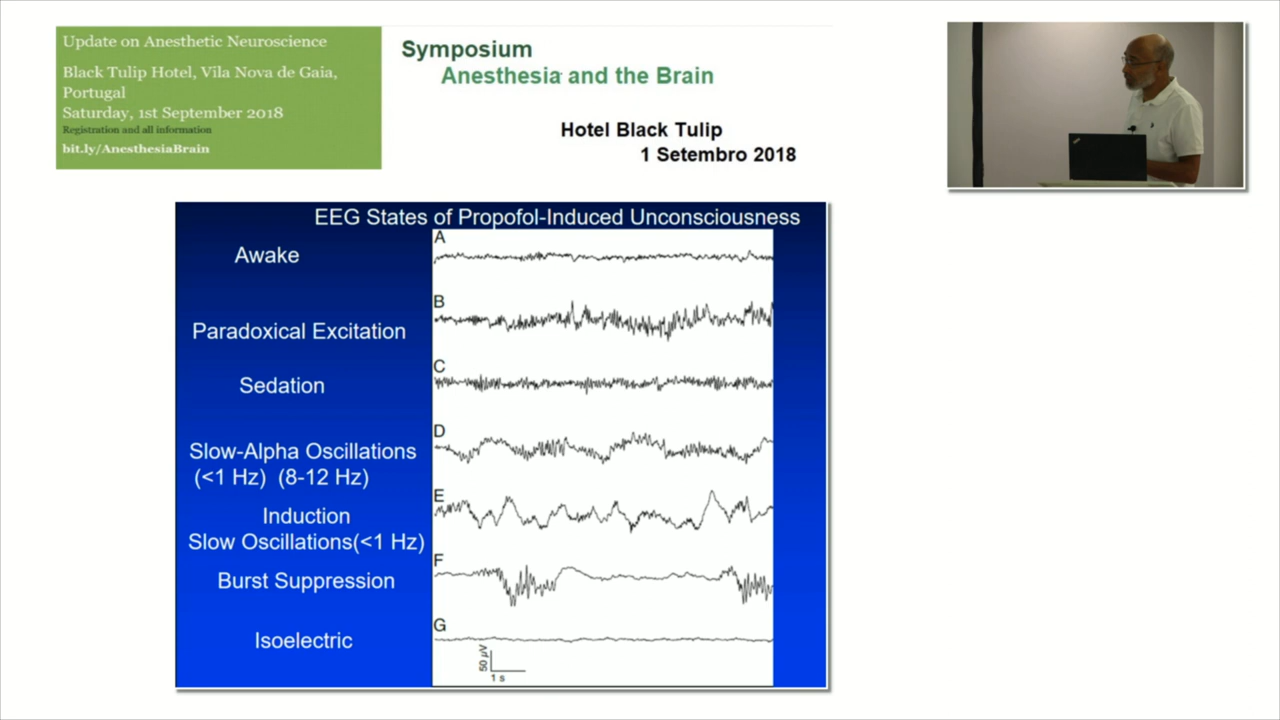 Update on Anesthetic Neuroscience
Black Tulip Hotel, Vila Nova de Gaia,
Portugal
Saturday, 1st September 2018
Registration and all information
bit.ly/AnesthesiaBrain
Symposium
Anesthesia and the Brain
Hotel Black Tulip
1 Setembro 2018
EEG States of Propofol-Induced Unconsciousness
A
Awake
B
Paradoxical Excitation
C
Sedation
D
Slow-Alpha Oscillations
(<1 Hz) (8-12 Hz)
E
Induction
Slow Oscillations(<1 Hz)
F
Burst Suppression
G
Isoelectric
50 μV
1 s